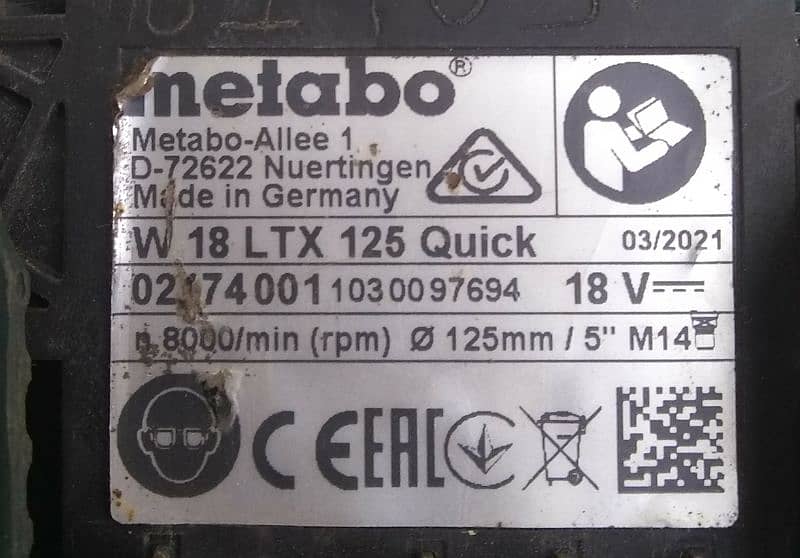 metabo®
Metabo-Allee 1
D-72622 Nuertingen
Made in Germany
W 18 LTX 125 Quick 03/2021
1030097694 18 V
8000/min (rpm) Ø 125mm / 5" M14
CE EAC